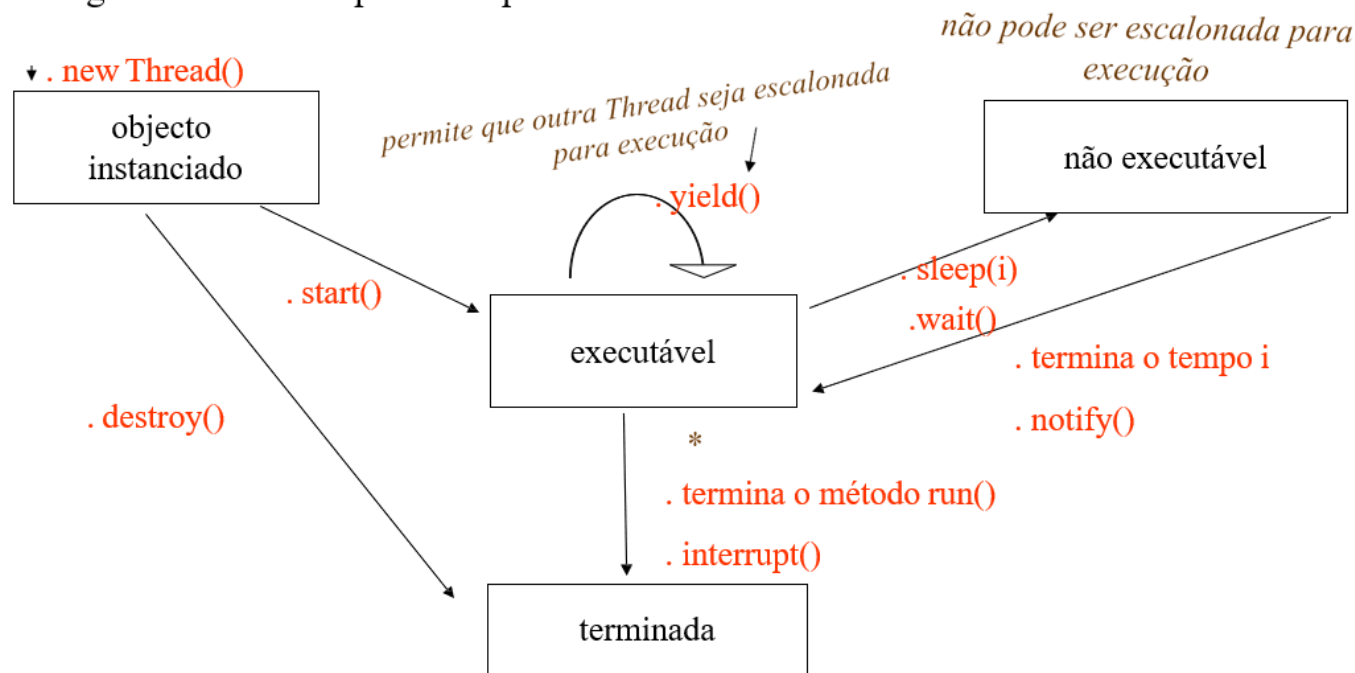 . new Thread()
objecto
instanciado
permite que outra Thread seja escalonada
para execução
. yield()
não pode ser escalonada para
execução
não executável
. start()
. sleep(i)
.wait()
executável
. termina o tempo i
. notify()
. destroy()
*
. termina o método run()
. interrupt()
terminada